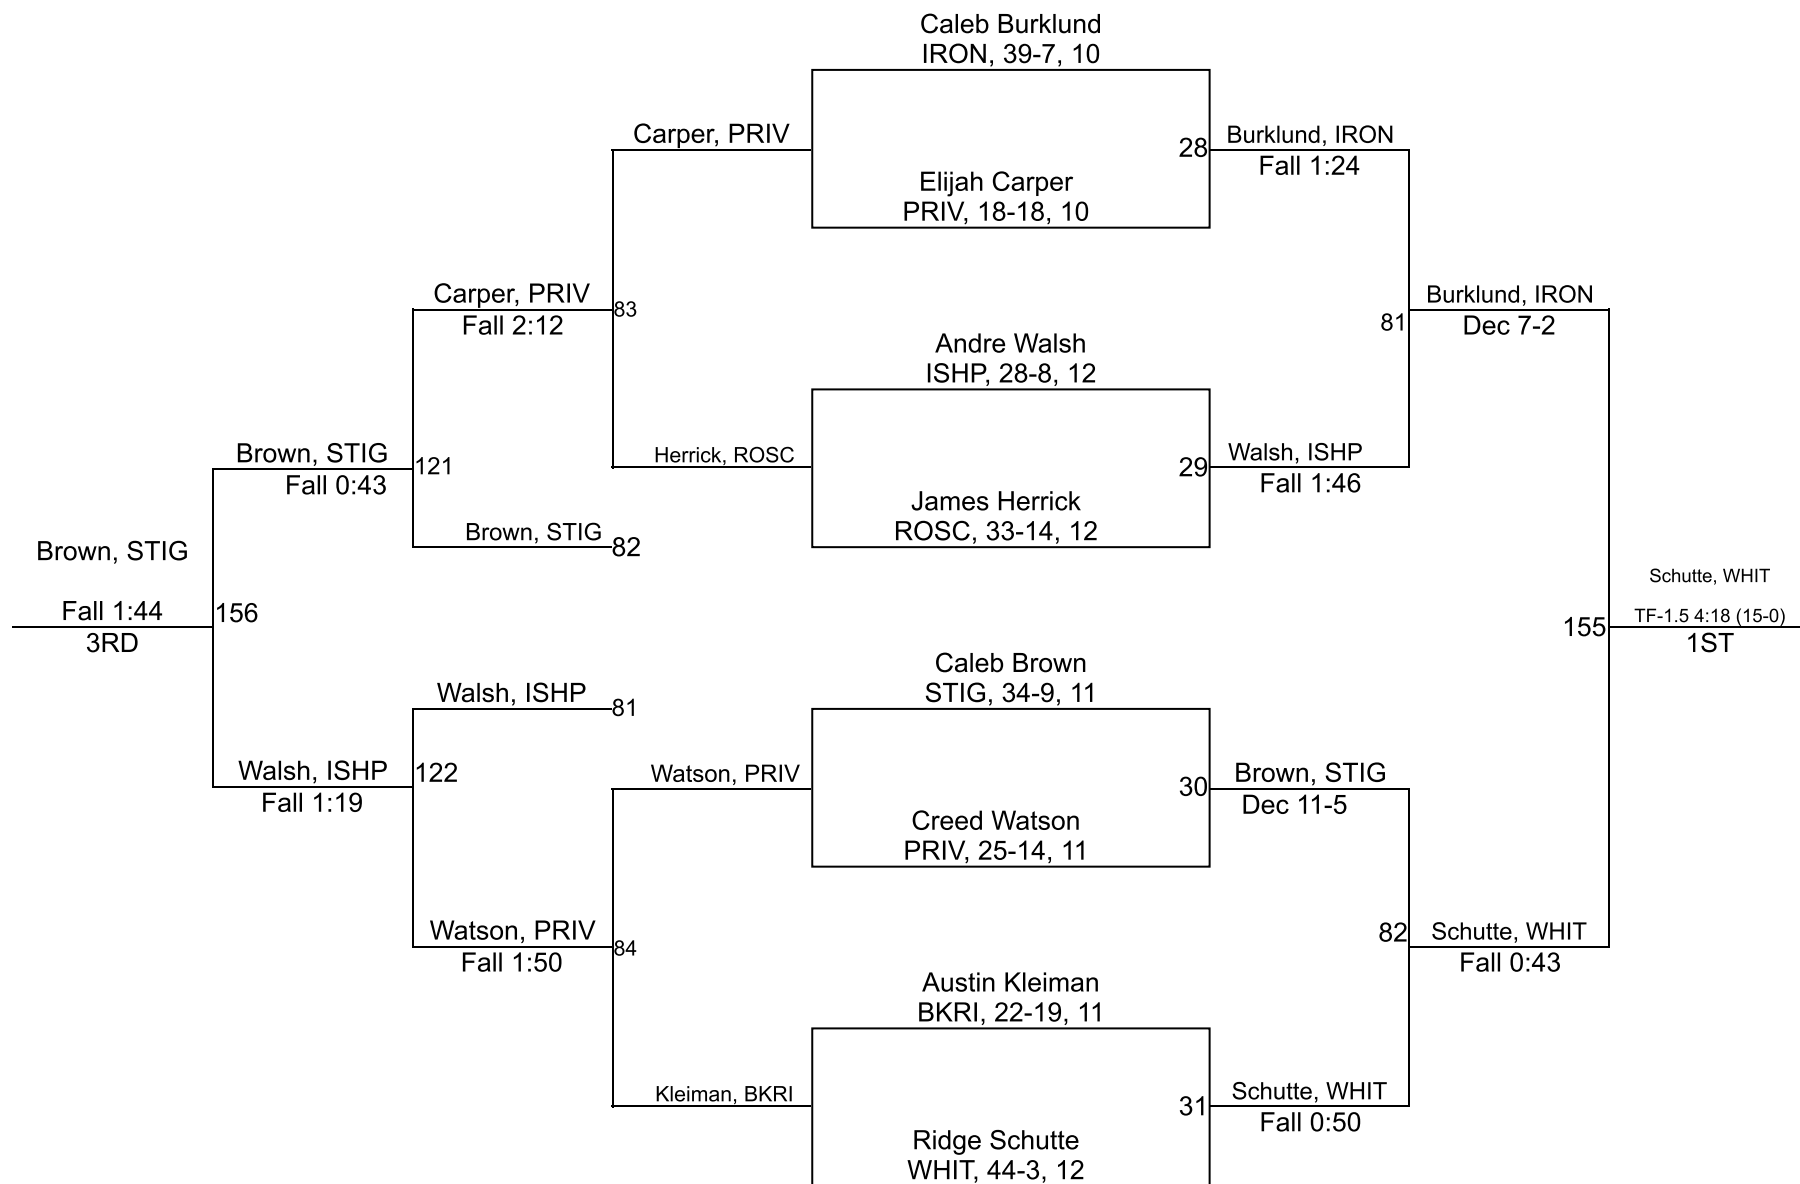 Caleb Burklund
IRON, 39-7, 10
Carper, PRIV
28
Burklund, IRON
Fall 1:24
Elijah Carper
PRIV, 18-18, 10
Carper, PRIV
Fall 2:12
83
Burklund, IRON
Dec 7-2
81
Andre Walsh
ISHP, 28-8, 12
Brown, STIG
Fall 0:43
121
Herrick, ROSC
29
Walsh, ISHP
Fall 1:46
James Herrick
ROSC, 33-14, 12
Brown, STIG
82
Brown, STIG
Fall 1:44
3RD
156
Schutte, WHIT
TF-1.5 4:18 (15-0)
1ST
155
Caleb Brown
STIG, 34-9, 11
Walsh, ISHP
81
Walsh, ISHP
Fall 1:19
122
Watson, PRIV
30
Brown, STIG
Dec 11-5
Creed Watson
PRIV, 25-14, 11
Watson, PRIV
Fall 1:50
84
82
Schutte, WHIT
Fall 0:43
Austin Kleiman
BKRI, 22-19, 11
Kleiman, BKRI
31
Schutte, WHIT
Fall 0:50
Ridge Schutte
WHIT, 44-3, 12